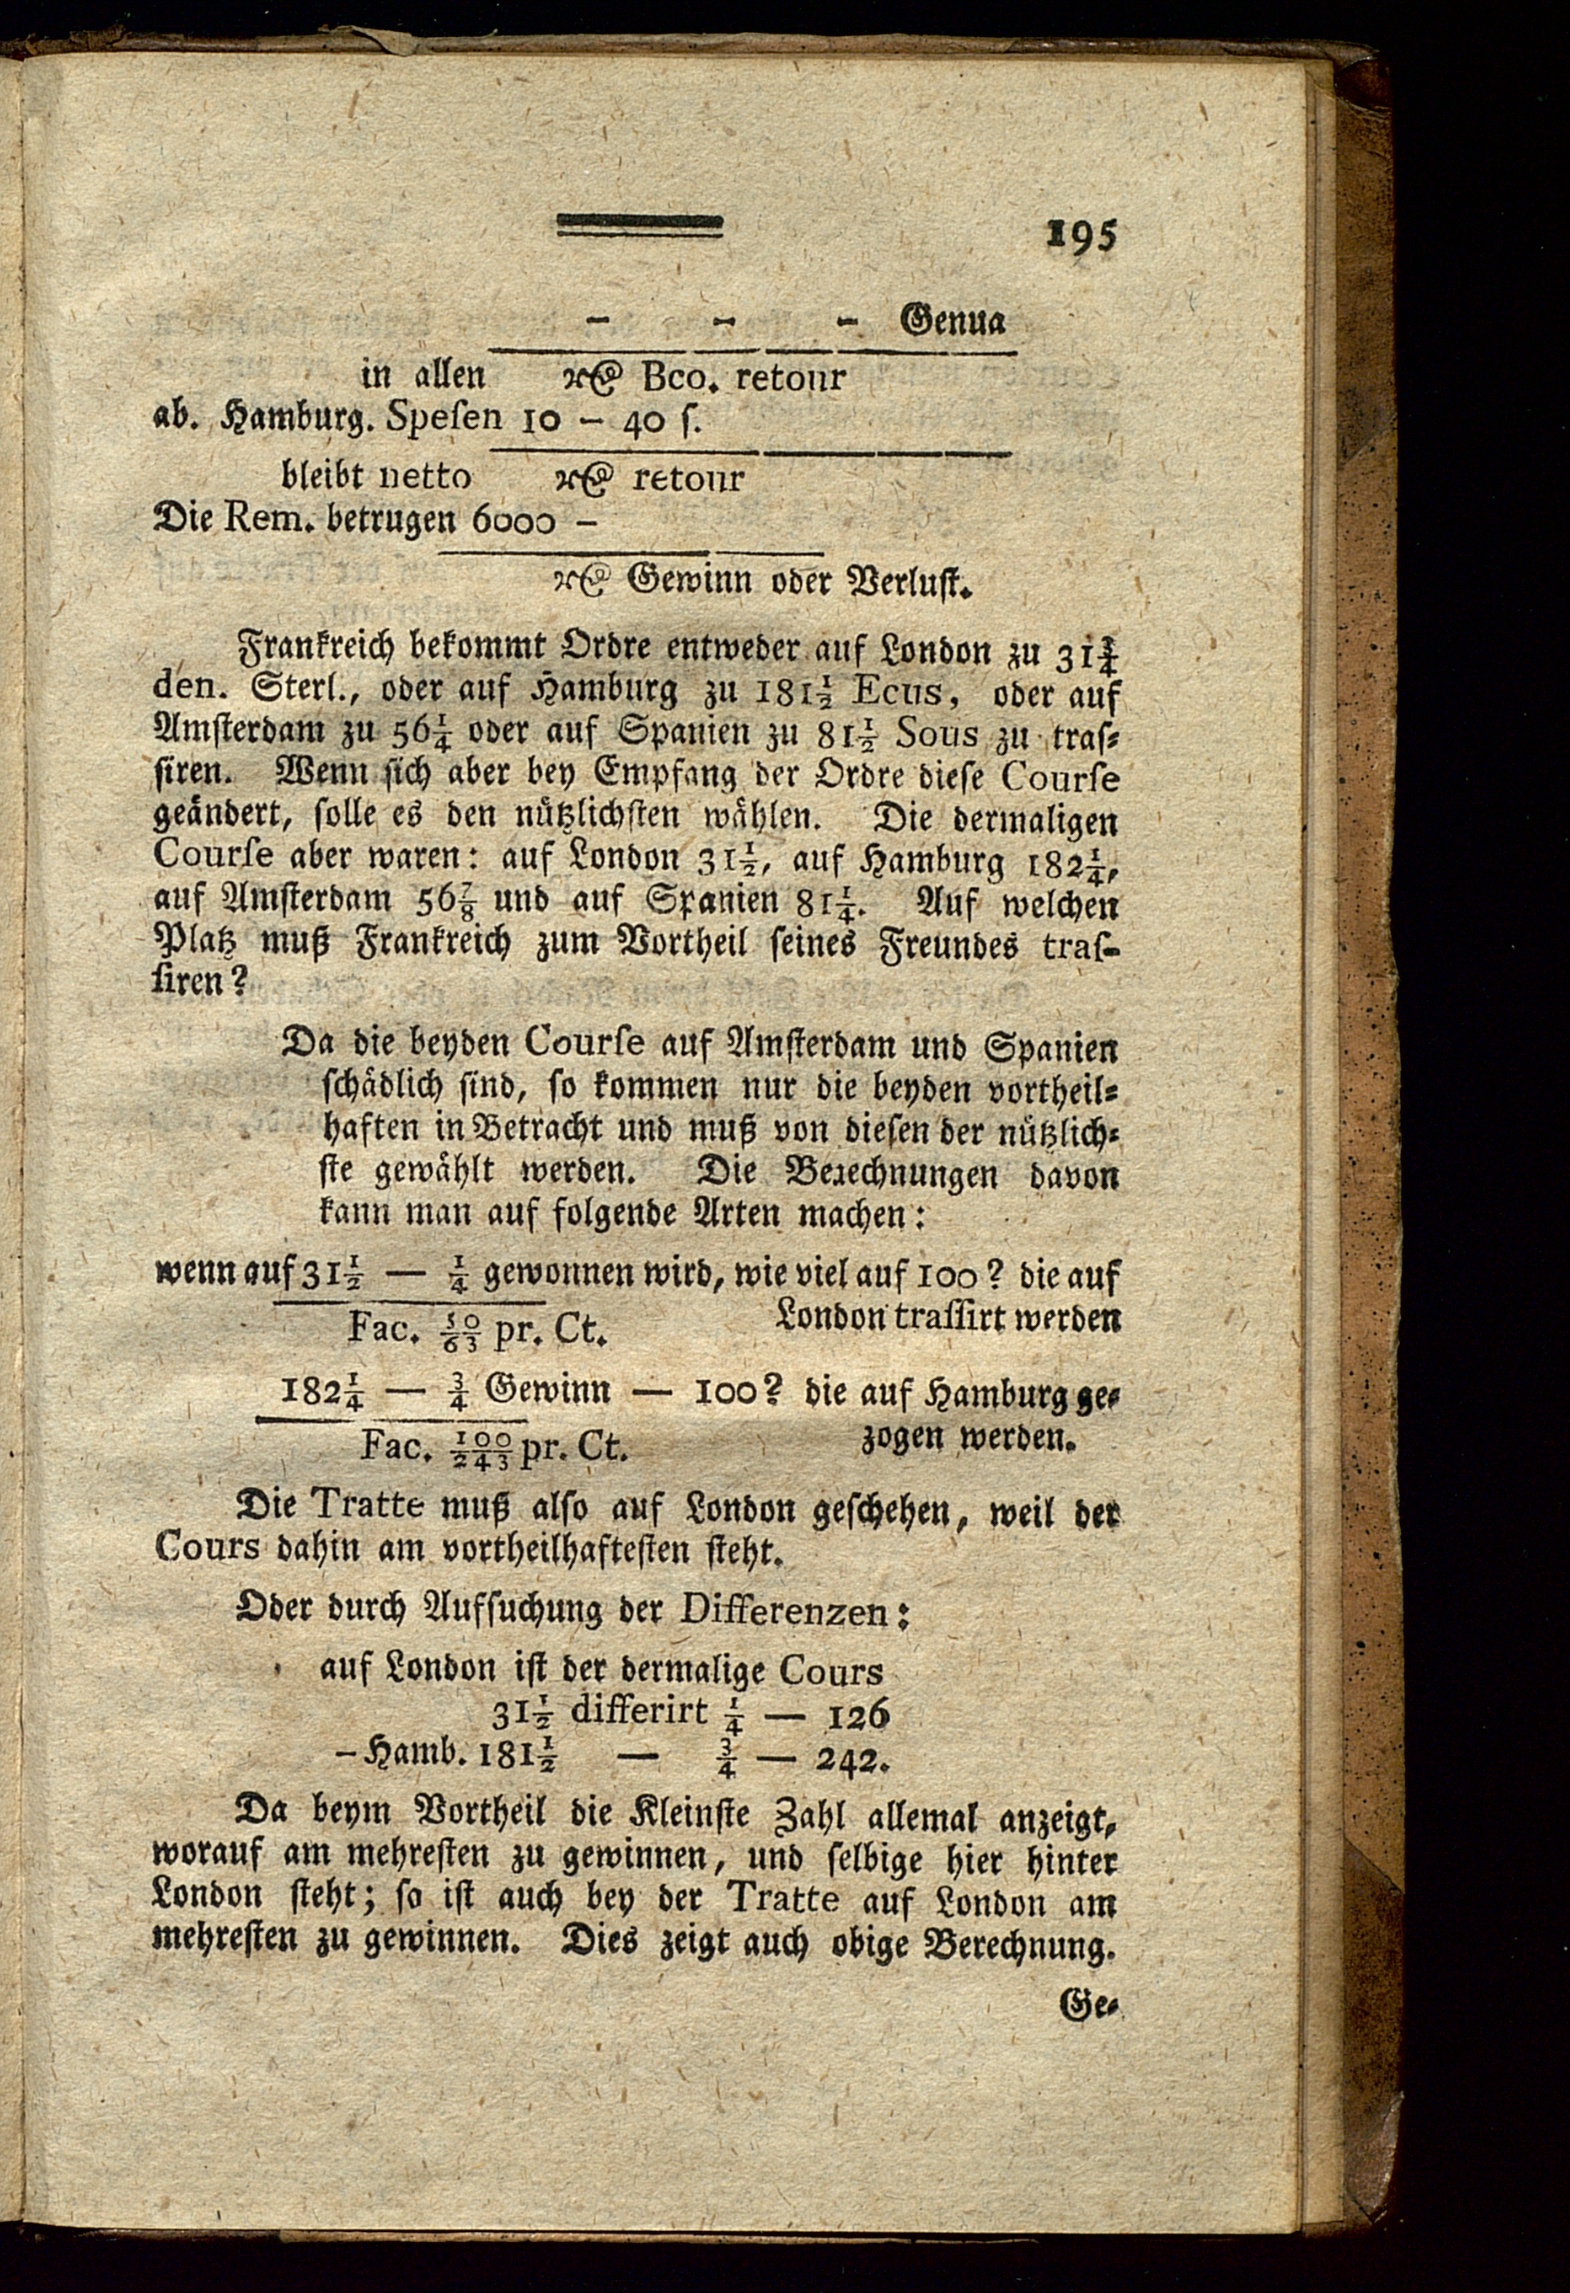 195
- - - Genua
in allen Bco. retour
ab. Hamburg. Speſen 10 - 40 ſ.
bleibt netto retour
Die Rem. betrugen 6000 -
Gewinn oder Verluſt.
Frankreich bekommt Ordre entweder auf London zu 31¾
den. Sterl., oder auf Hamburg zu 181½ Ecus, oder auf
Amſterdam zu 56¼ oder auf Spanien zu 81½ Sous zu traſ⸗
ſiren. Wenn ſich aber bey Empfang der Ordre dieſe Courſe
geändert, ſolle es den nützlichſten wählen. Die dermaligen
Courſe aber waren: auf London 31½, auf Hamburg 182¼,
auf Amſterdam 56⅞ und auf Spanien 81¼. Auf welchen
Platz muß Frankreich zum Vortheil ſeines Freundes traſ-
ſiren?
Da die beyden Courſe auf Amſterdam und Spanien
ſchädlich ſind, ſo kommen nur die beyden vortheil⸗
haften in Betracht und muß von dieſen der nützlich⸗
ſte gewählt werden. Die Berechnungen davon
kann man auf folgende Arten machen:
wenn auf 31½ — ¼ gewonnen wird, wie viel auf 100? die auf
Fac. 50/63 pr. Ct. London traſſirt werden
182¼ — ¾ Gewinn — 100? die auf Hamburg ge⸗
Fac. 100/243 pr. Ct. zogen werden.
Die Tratte muß alſo auf London geſchehen, weil der
Cours dahin am vortheilhafteſten ſteht.
Oder durch Aufſuchung der Differenzen:
auf London iſt der dermalige Cours
31½ differirt ¼ — 126
- Hamb. 181½ — ¾ — 242.
Da beym Vortheil die Kleinſte Zahl allemal anzeigt,
worauf am mehreſten zu gewinnen, und ſelbige hier hinter
London ſteht; ſo iſt auch bey der Tratte auf London am
mehreſten zu gewinnen. Dies zeigt auch obige Berechnung.
Ge⸗